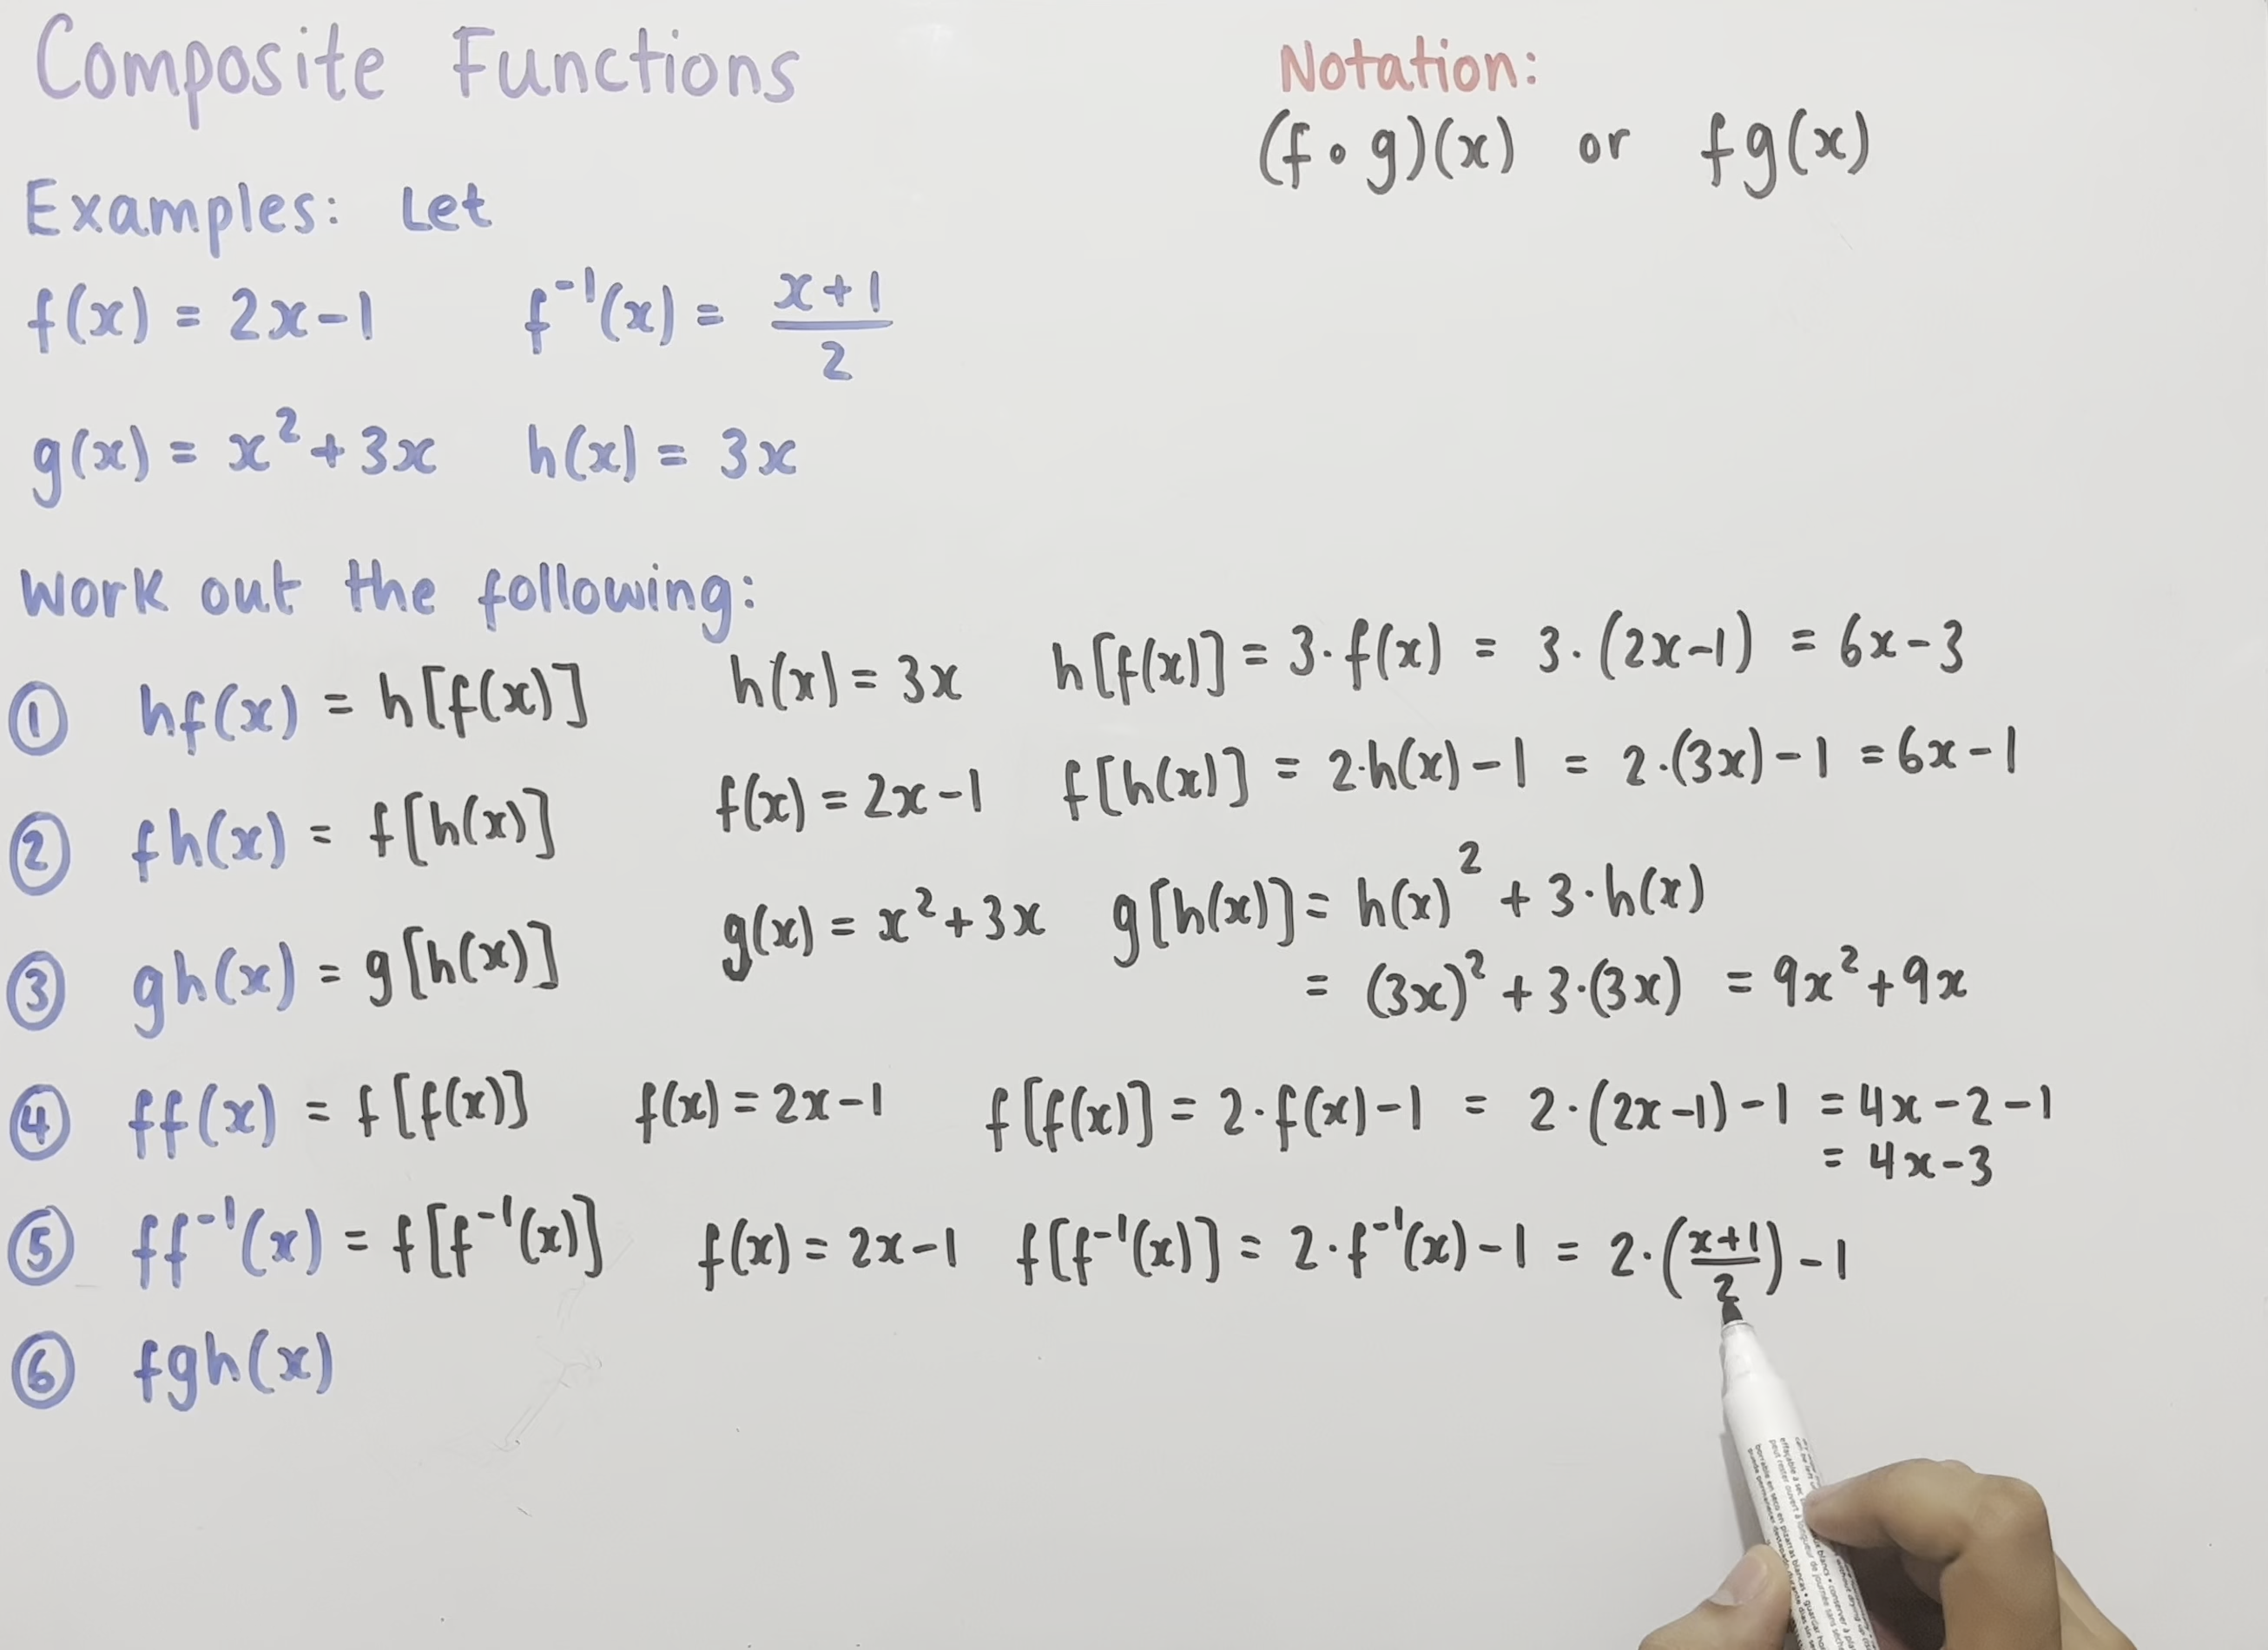 Composite Functions
Notation:
(f∘g)(x) or fg(x)
Examples: Let
f(x) = 2x-1 f⁻¹(x) = (x+1)/2
g(x) = x²+3x h(x) = 3x
Work out the following:
① hf(x) = h[f(x)] h(x) = 3x h[f(x)] = 3·f(x) = 3·(2x-1) = 6x-3
② fh(x) = f[h(x)] f(x) = 2x-1 f[h(x)] = 2·h(x)-1 = 2·(3x)-1 = 6x-1
③ gh(x) = g[h(x)] g(x) = x²+3x g[h(x)] = h(x)² + 3·h(x)
= (3x)² + 3·(3x) = 9x²+9x
④ ff(x) = f[f(x)] f(x) = 2x-1 f[f(x)] = 2·f(x)-1 = 2·(2x-1)-1 = 4x-2-1
= 4x-3
⑤ ff⁻¹(x) = f[f⁻¹(x)] f(x) = 2x-1 f[f⁻¹(x)] = 2·f⁻¹(x)-1 = 2·((x+1)/2)-1
⑥ fgh(x)